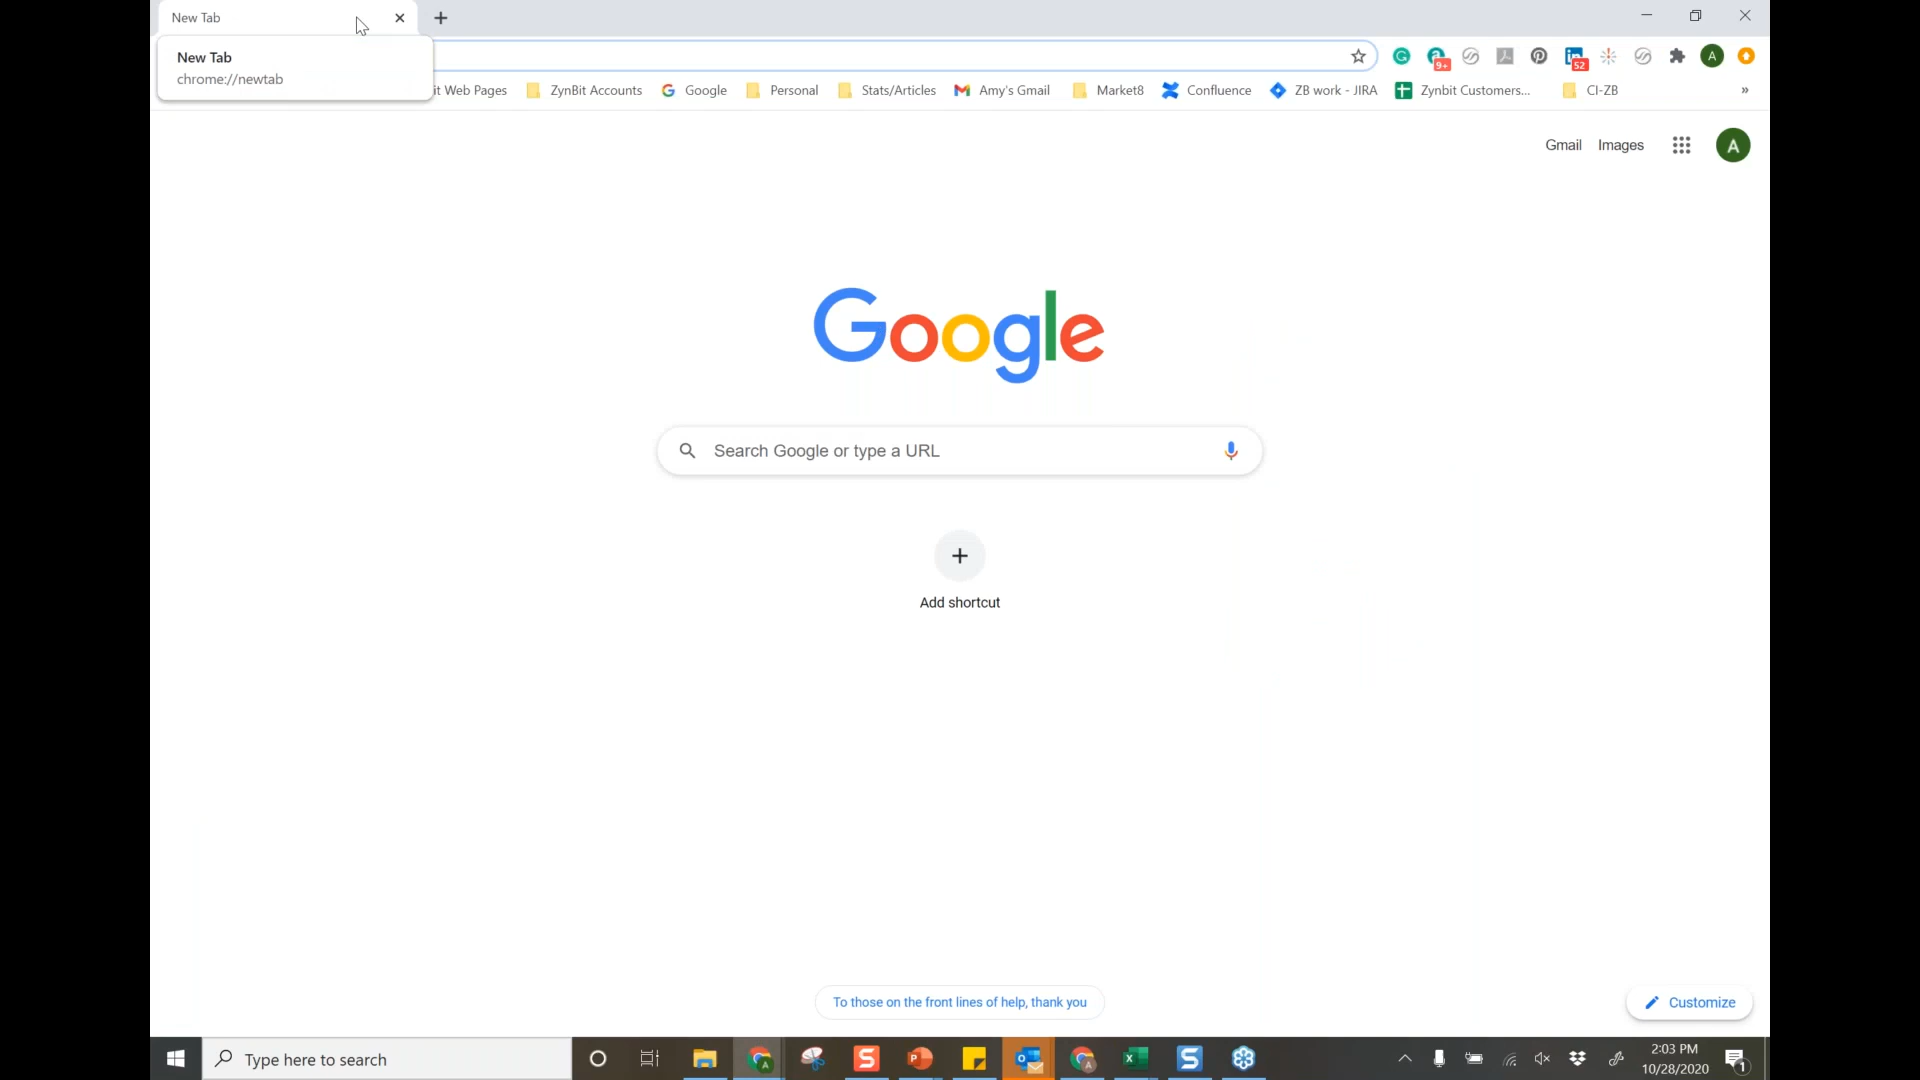 New Tab
New Tab
chrome://newtab
it Web Pages
ZynBit Accounts
Google
Personal
Stats/Articles
Amy's Gmail
Market8
Confluence
ZB work - JIRA
Zynbit Customers...
CI-ZB
»
9+
52
A
Gmail
Images
A
Google
Search Google or type a URL
Add shortcut
To those on the front lines of help, thank you
Customize
Type here to search
2:03 PM
10/28/2020
1